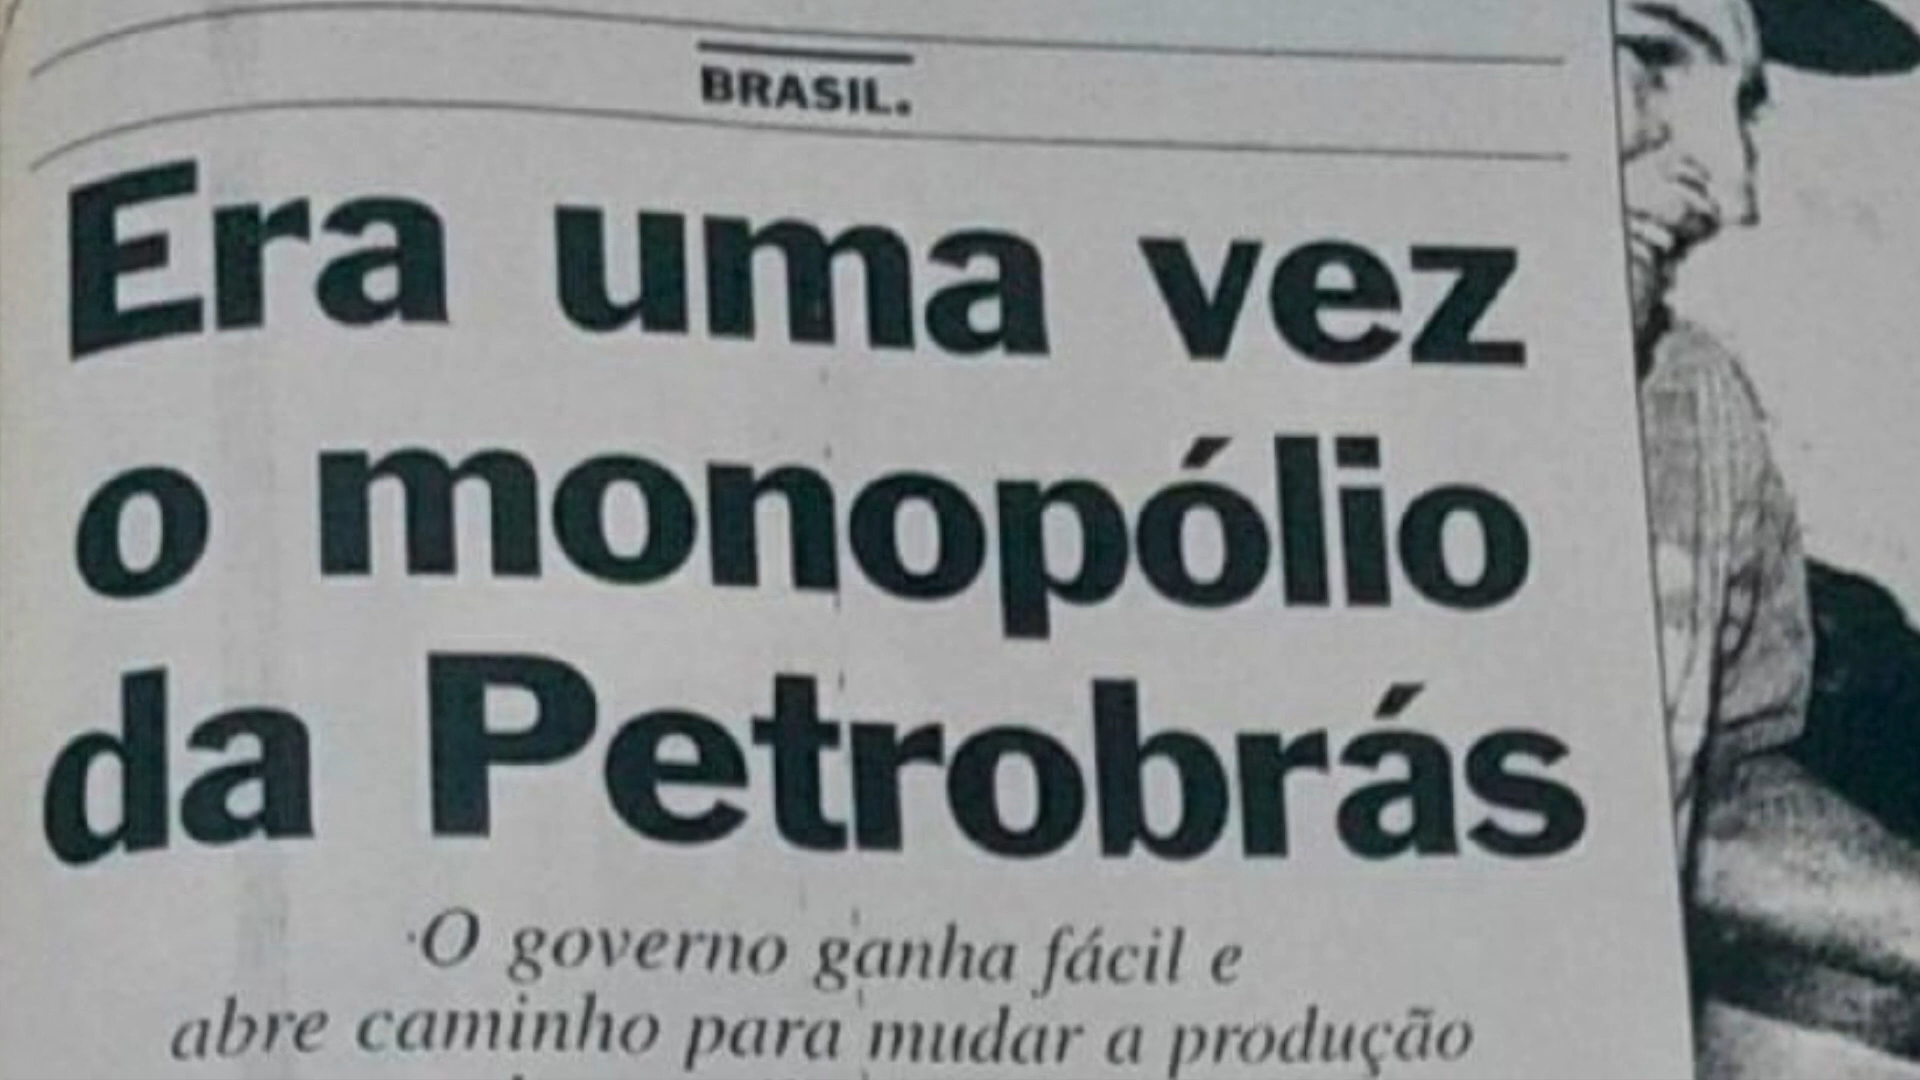 BRASIL.
Era uma vez
o monopólio
da Petrobrás
O governo ganha fácil e
abre caminho para mudar a produção